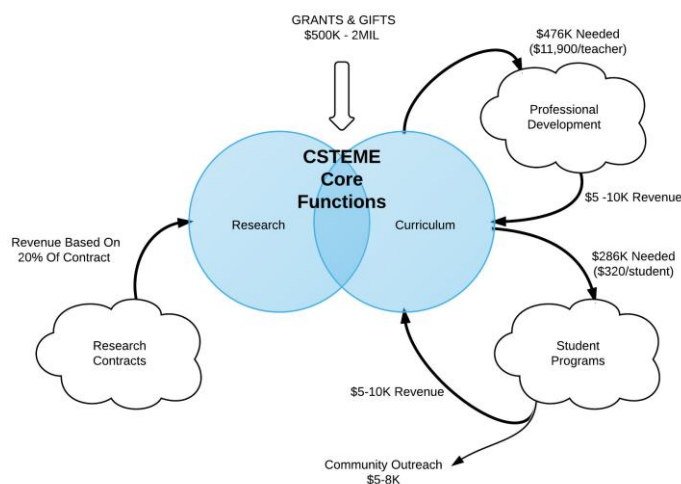 GRANTS & GIFTS
$500K - 2MIL
$476K Needed
($11,900/teacher)
Professional
Development
CSTEME
Core
Functions
Research
Curriculum
$5 -10K Revenue
Revenue Based On
20% Of Contract
$286K Needed
($320/student)
Research
Contracts
Student
Programs
$5-10K Revenue
Community Outreach
$5-8K